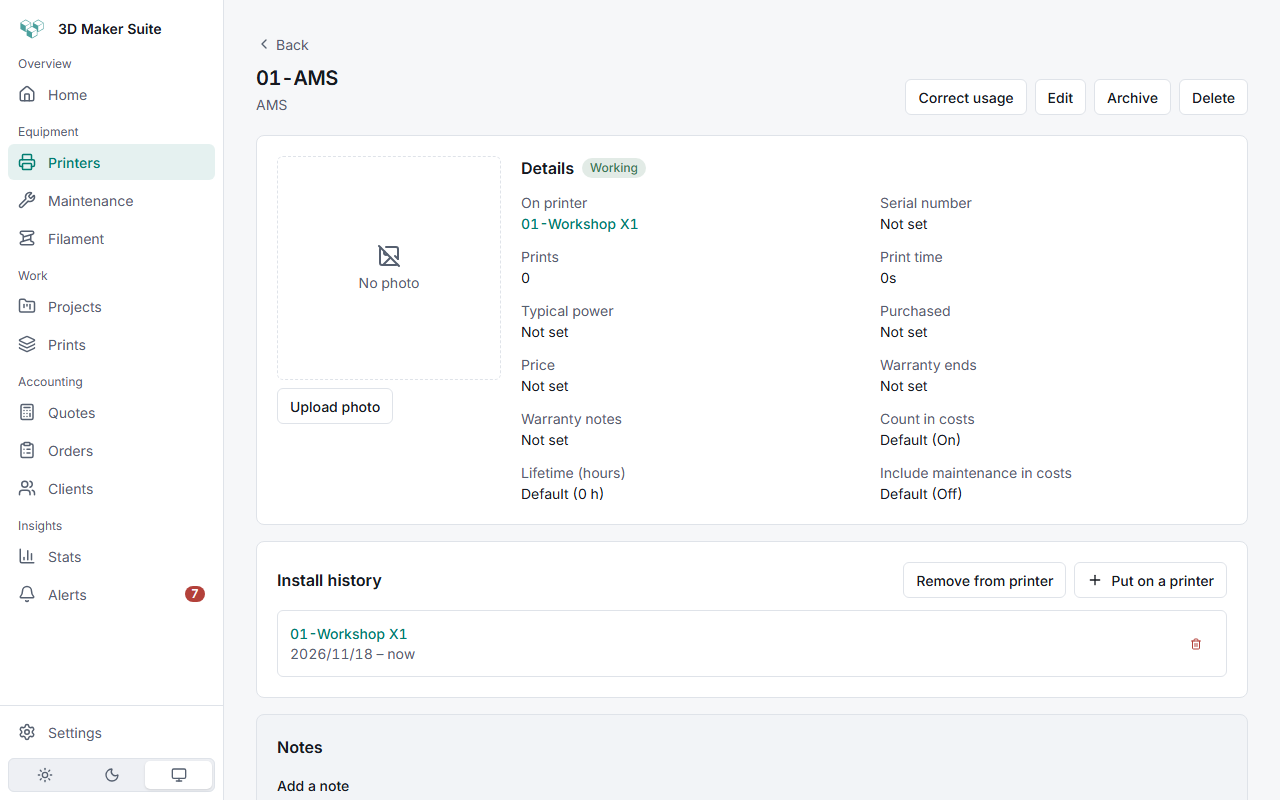 3D Maker Suite
Overview
Home
Equipment
Printers
Maintenance
Filament
Work
Projects
Prints
Accounting
Quotes
Orders
Clients
Insights
Stats
Alerts 7
Settings
Back
01-AMS
AMS
Correct usage Edit Archive Delete
No photo
Upload photo
Details Working
On printer
01-Workshop X1
Serial number
Not set
Prints
0
Print time
0s
Typical power
Not set
Purchased
Not set
Price
Not set
Warranty ends
Not set
Warranty notes
Not set
Count in costs
Default (On)
Lifetime (hours)
Default (0 h)
Include maintenance in costs
Default (Off)
Install history
Remove from printer + Put on a printer
01-Workshop X1
2026/11/18 – now
Notes
Add a note